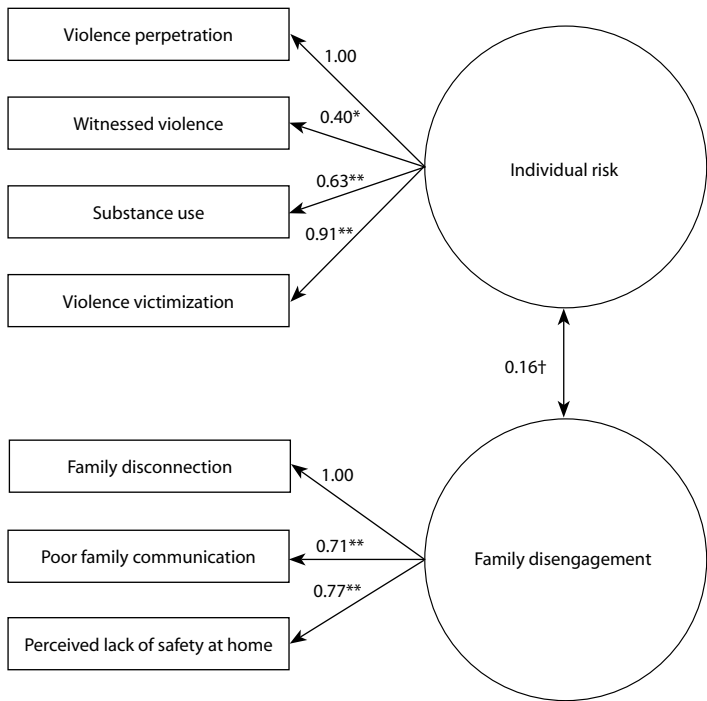 Violence perpetration
1.00
Witnessed violence
0.40*
Individual risk
0.63**
Substance use
0.91**
Violence victimization
0.16†
Family disconnection
1.00
Poor family communication
0.71**
Family disengagement
0.77**
Perceived lack of safety at home